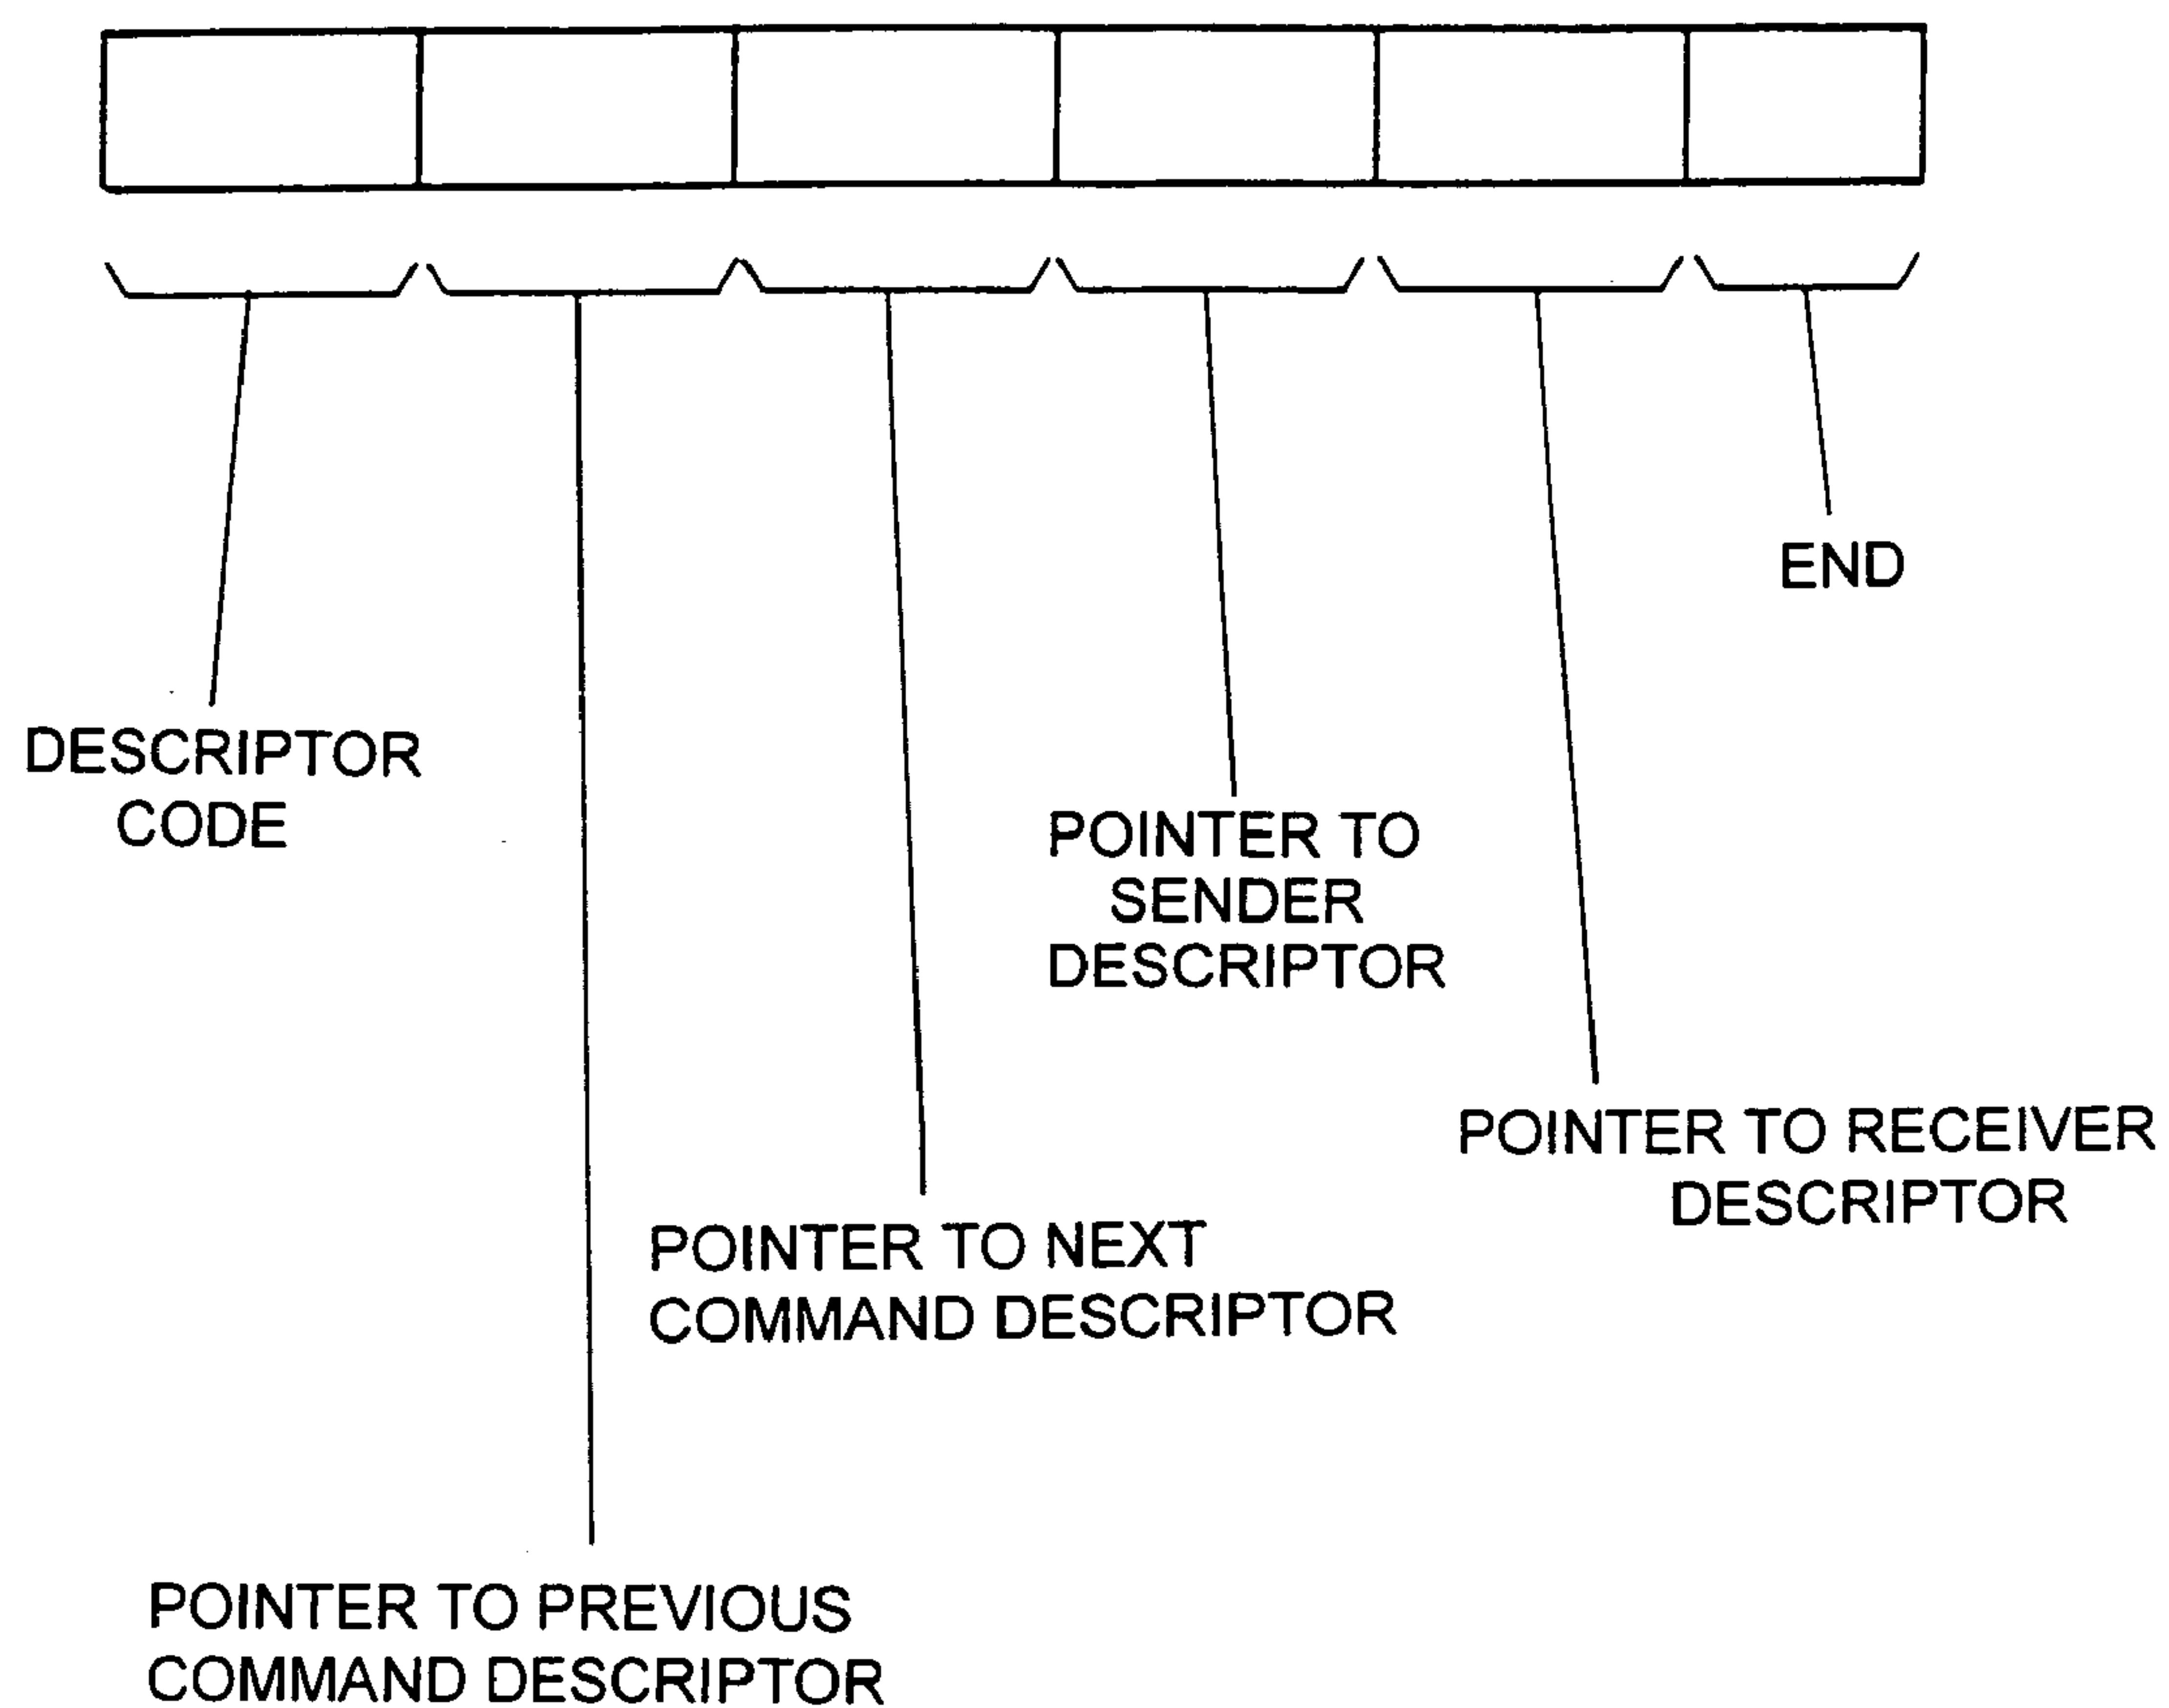 END
DESCRIPTOR
CODE
POINTER TO
SENDER
DESCRIPTOR
POINTER TO RECEIVER
DESCRIPTOR
POINTER TO NEXT
COMMAND DESCRIPTOR
POINTER TO PREVIOUS
COMMAND DESCRIPTOR